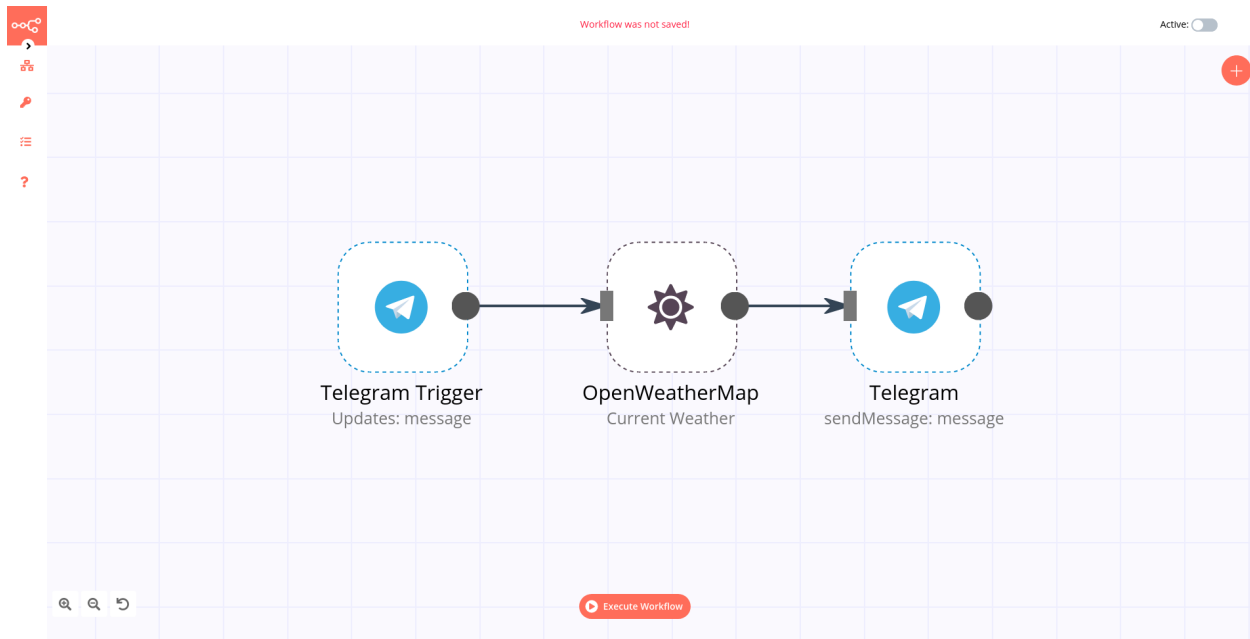 Workflow was not saved!
Active:
Telegram Trigger
Updates: message
OpenWeatherMap
Current Weather
Telegram
sendMessage: message
Execute Workflow